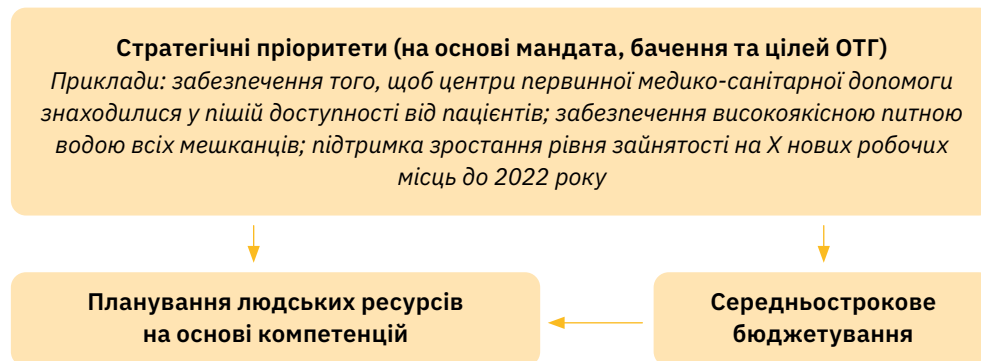 Стратегічні пріоритети (на основі мандата, бачення та цілей ОТГ)
Приклади: забезпечення того, щоб центри первинної медико-санітарної допомоги
знаходилися у пішій доступності від пацієнтів; забезпечення високоякісною питною
водою всіх мешканців; підтримка зростання рівня зайнятості на X нових робочих
місць до 2022 року
Планування людських ресурсів
на основі компетенцій
Середньострокове
бюджетування